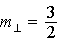 m⊥ = 3/2